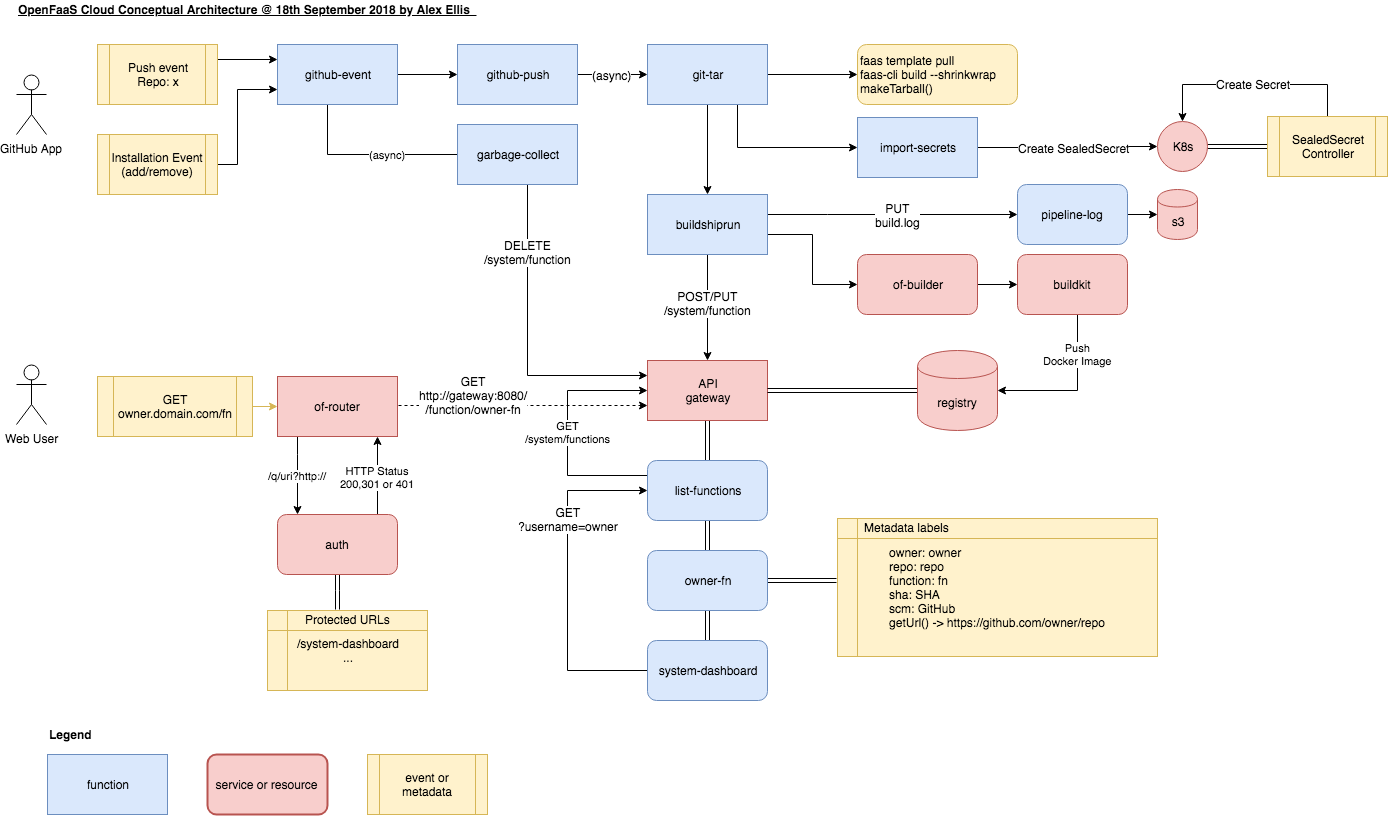 OpenFaaS Cloud Conceptual Architecture @ 18th September 2018 by Alex Ellis
GitHub App
Push event
Repo: x
Installation Event
(add/remove)
github-event
github-push
(async)
git-tar
faas template pull
faas-cli build --shrinkwrap
makeTarball()
(async)
garbage-collect
import-secrets
Create SealedSecret
K8s
Create Secret
SealedSecret
Controller
buildshiprun
PUT
build.log
pipeline-log
s3
of-builder
buildkit
DELETE
/system/function
POST/PUT
/system/function
Push
Docker Image
Web User
GET
owner.domain.com/fn
of-router
GET
http://gateway:8080/
/function/owner-fn
API
gateway
registry
/q/uri?http://
HTTP Status
200,301 or 401
GET
/system/functions
list-functions
auth
GET
?username=owner
owner-fn
Metadata labels
owner: owner
repo: repo
function: fn
sha: SHA
scm: GitHub
getUrl() -> https://github.com/owner/repo
Protected URLs
/system-dashboard
...
system-dashboard
Legend
function
service or resource
event or
metadata